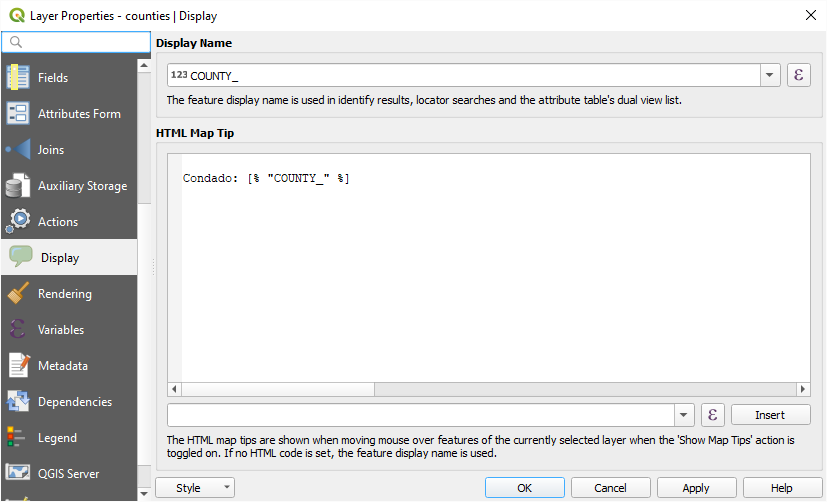 Layer Properties - counties | Display
Fields
Attributes Form
Joins
Auxiliary Storage
Actions
Display
Rendering
Variables
Metadata
Dependencies
Legend
QGIS Server
Display Name
123 COUNTY_
ε
The feature display name is used in identify results, locator searches and the attribute table's dual view list.
HTML Map Tip
Condado: [% "COUNTY_" %]
ε
Insert
The HTML map tips are shown when moving mouse over features of the currently selected layer when the 'Show Map Tips' action is
toggled on. If no HTML code is set, the feature display name is used.
Style
OK
Cancel
Apply
Help